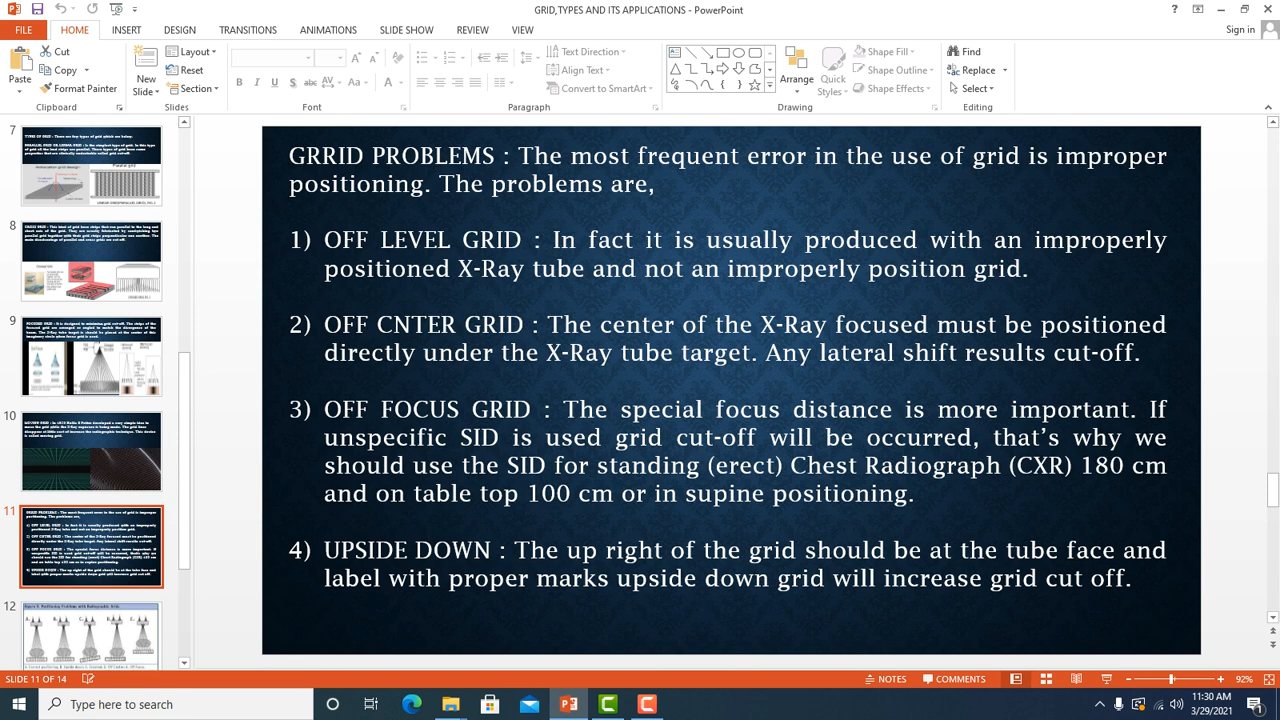 GRID,TYPES AND ITS APPLICATIONS - PowerPoint
FILE HOME INSERT DESIGN TRANSITIONS ANIMATIONS SLIDE SHOW REVIEW VIEW Sign in
Paste Cut Copy Format Painter Clipboard
New Slide Layout Reset Section Slides
Font
Text Direction Align Text Convert to SmartArt Paragraph
Arrange Quick Styles Shape Fill Shape Outline Shape Effects Drawing
Find Replace Select Editing
7
8
9
10
11
12
GRRID PROBLEMS : The most frequent error in the use of grid is improper
positioning. The problems are,
1) OFF LEVEL GRID : In fact it is usually produced with an improperly
positioned X-Ray tube and not an improperly position grid.
2) OFF CNTER GRID : The center of the X-Ray focused must be positioned
directly under the X-Ray tube target. Any lateral shift results cut-off.
3) OFF FOCUS GRID : The special focus distance is more important. If
unspecific SID is used grid cut-off will be occurred, that's why we
should use the SID for standing (erect) Chest Radiograph (CXR) 180 cm
and on table top 100 cm or in supine positioning.
4) UPSIDE DOWN : The up right of the grid should be at the tube face and
label with proper marks upside down grid will increase grid cut off.
SLIDE 11 OF 14 NOTES COMMENTS 92%
Type here to search
11:30 AM
3/29/2021